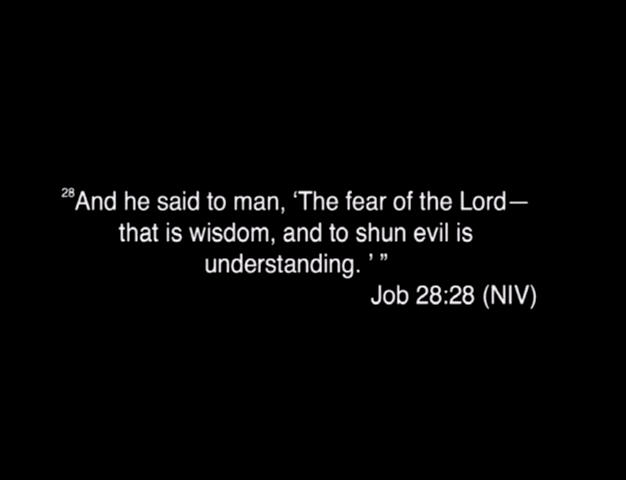 ²⁸And he said to man, ‘The fear of the Lord—
that is wisdom, and to shun evil is
understanding. ’ ”
Job 28:28 (NIV)